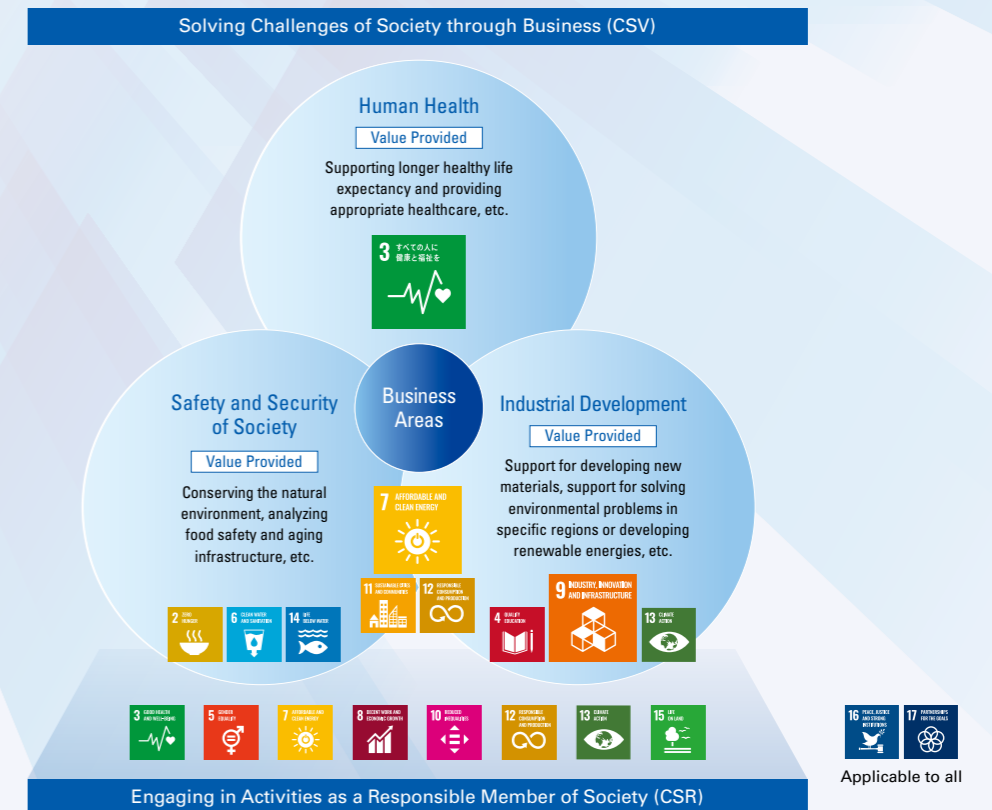 Solving Challenges of Society through Business (CSV)
Human Health
Value Provided
Supporting longer healthy life
expectancy and providing
appropriate healthcare, etc.
3 すべての人に
健康と福祉を
Business
Areas
Safety and Security
of Society
Value Provided
Conserving the natural
environment, analyzing
food safety and aging
infrastructure, etc.
Industrial Development
Value Provided
Support for developing new
materials, support for solving
environmental problems in
specific regions or developing
renewable energies, etc.
7 AFFORDABLE AND
CLEAN ENERGY
11 SUSTAINABLE CITIES
AND COMMUNITIES
12 RESPONSIBLE
CONSUMPTION
AND PRODUCTION
2 ZERO
HUNGER
6 CLEAN WATER
AND SANITATION
14 LIFE
BELOW WATER
4 QUALITY
EDUCATION
9 INDUSTRY, INNOVATION
AND INFRASTRUCTURE
13 CLIMATE
ACTION
3 GOOD HEALTH
AND WELL-BEING
5 GENDER
EQUALITY
7 AFFORDABLE AND
CLEAN ENERGY
8 DECENT WORK AND
ECONOMIC GROWTH
10 REDUCED
INEQUALITIES
12 RESPONSIBLE
CONSUMPTION
AND PRODUCTION
13 CLIMATE
ACTION
15 LIFE
ON LAND
16 PEACE, JUSTICE
AND STRONG
INSTITUTIONS
17 PARTNERSHIPS
FOR THE GOALS
Applicable to all
Engaging in Activities as a Responsible Member of Society (CSR)